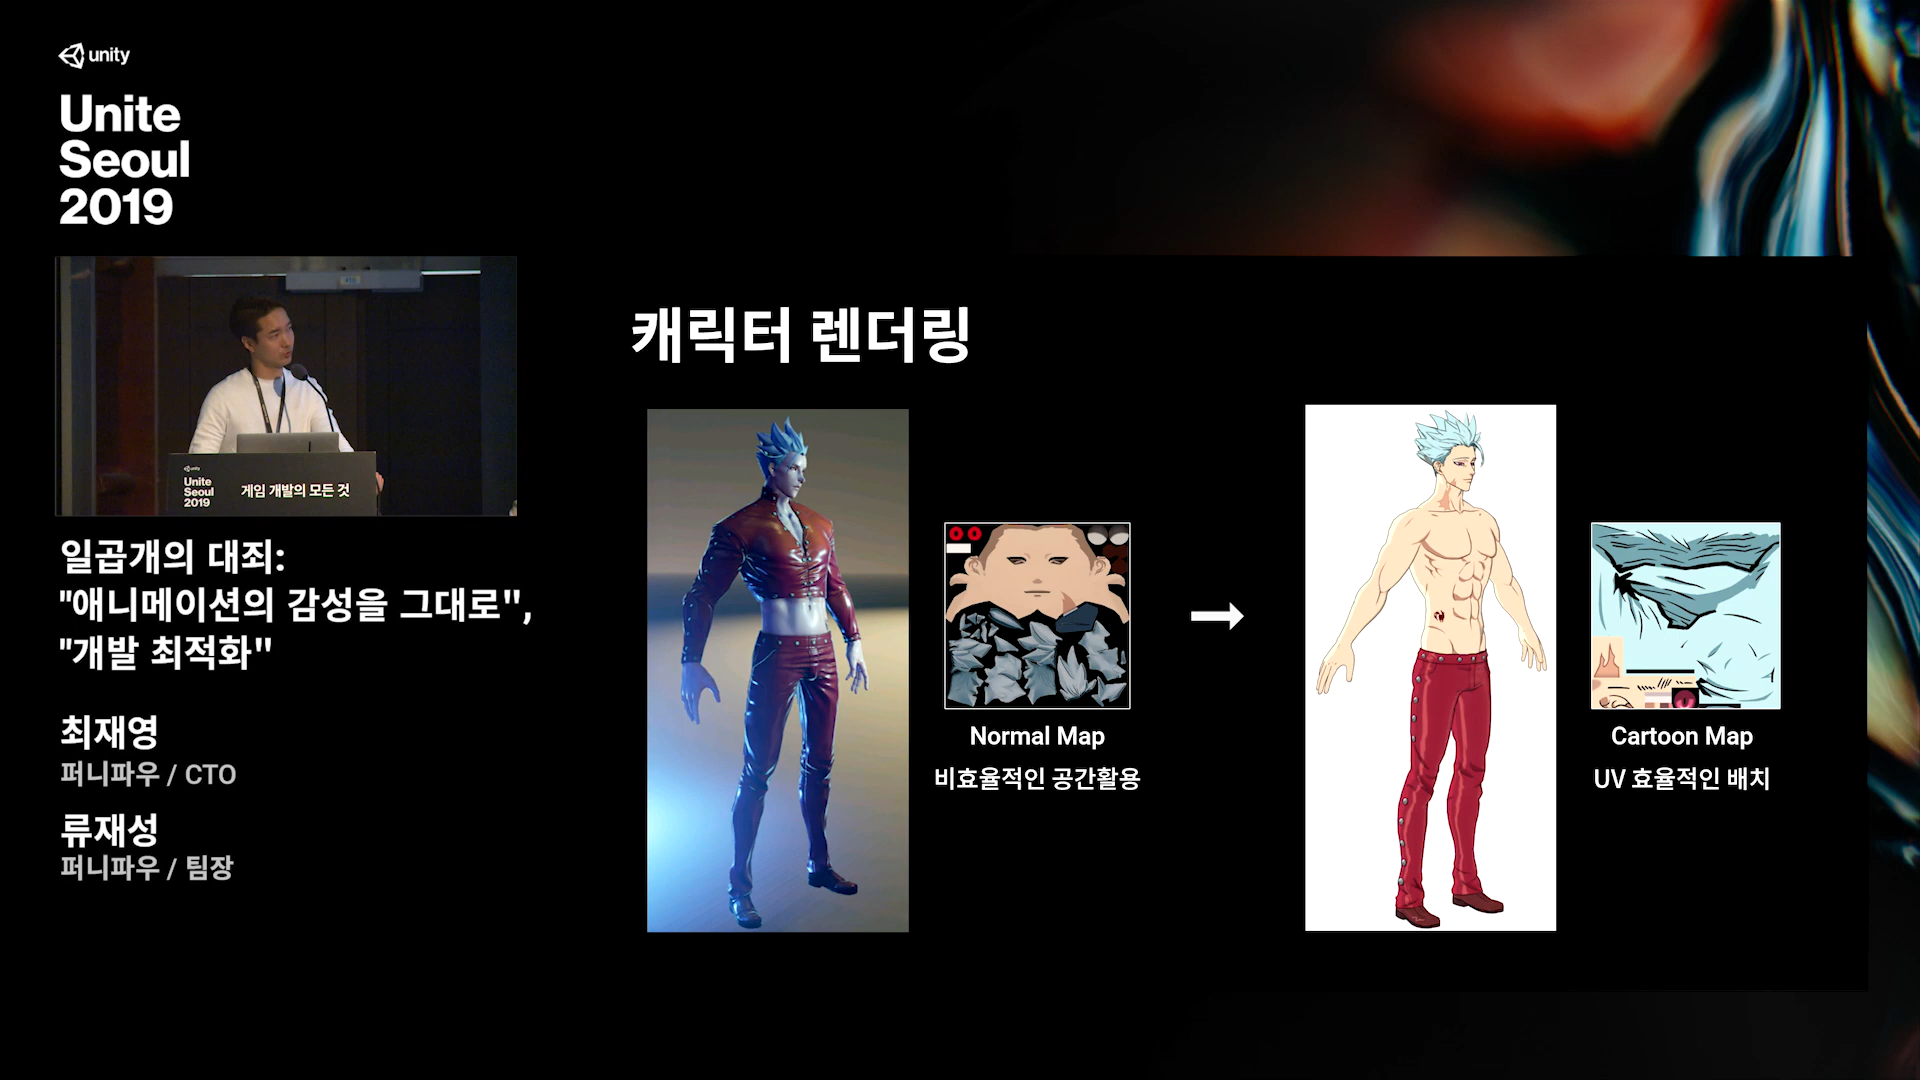 unity
Unite
Seoul
2019
unity
Unite
Seoul
2019
게임 개발의 모든 것
일곱개의 대죄:
"애니메이션의 감성을 그대로",
"개발 최적화"
최재영
퍼니파우 / CTO
류재성
퍼니파우 / 팀장
캐릭터 렌더링
Normal Map
비효율적인 공간활용
Cartoon Map
UV 효율적인 배치